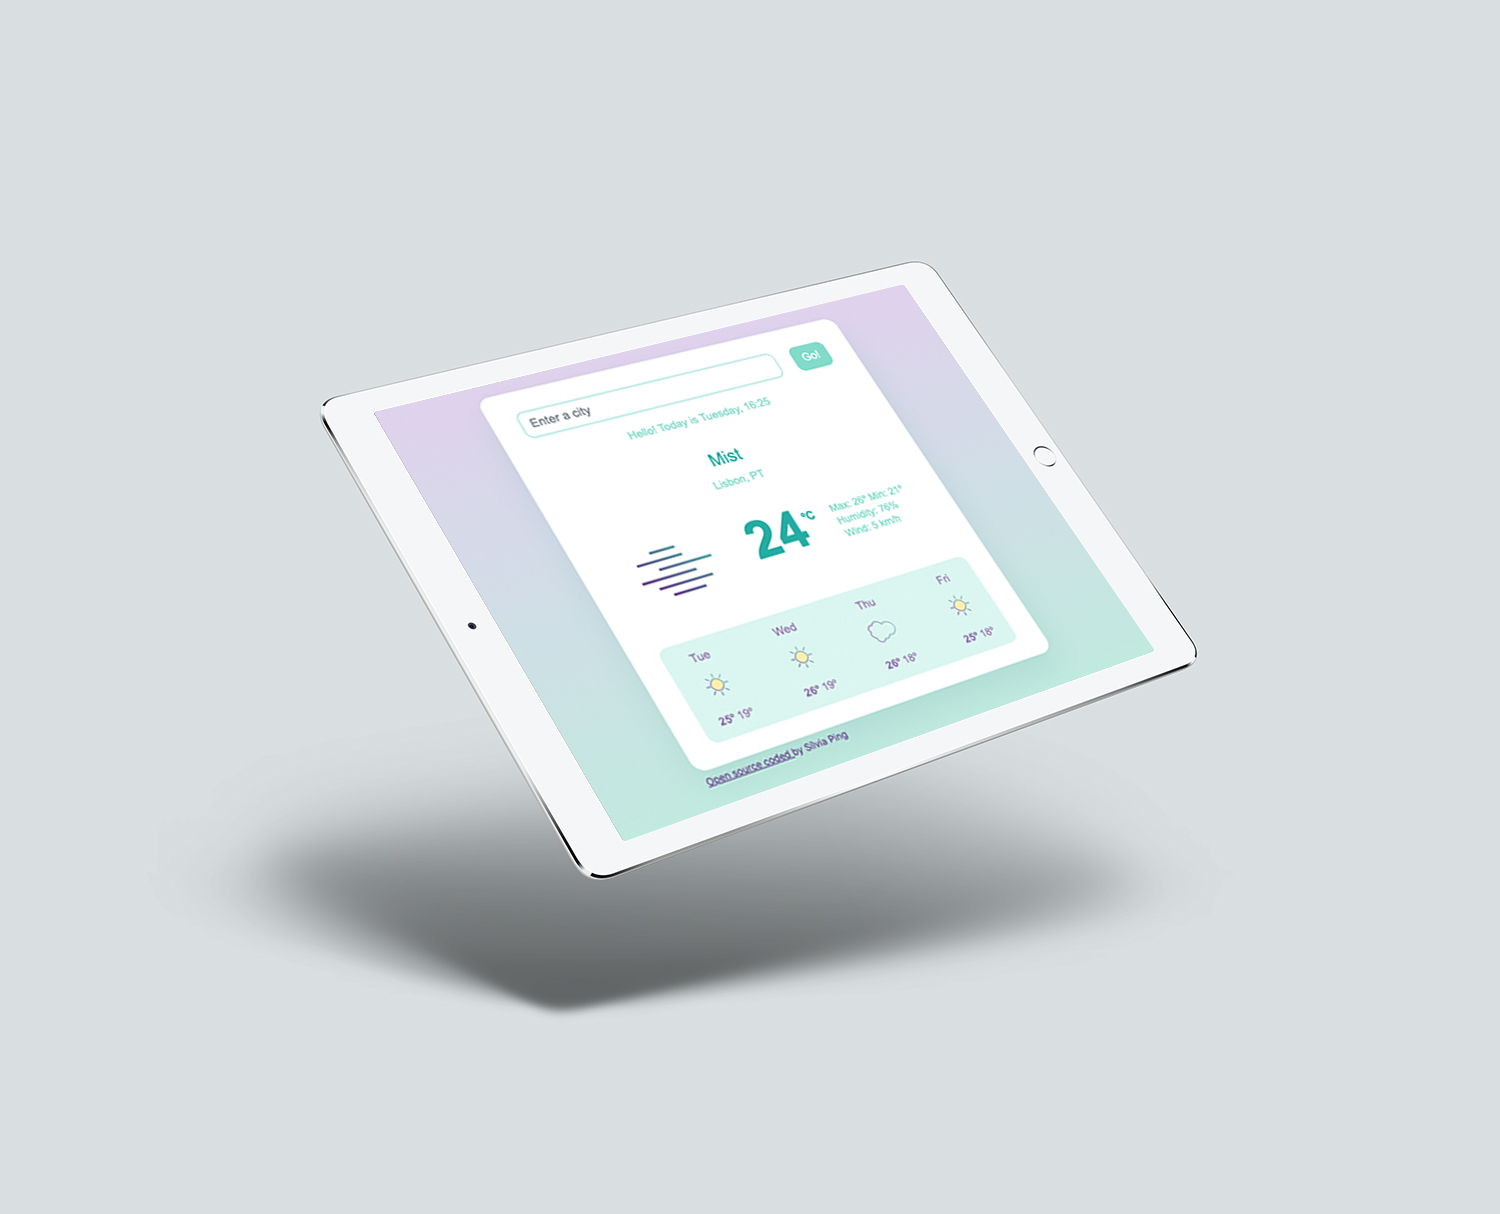 Enter a city
Go!
Hello! Today is Tuesday, 16:25
Mist
Lisbon, PT
24°C
Max: 26° Min: 21°
Humidity: 76%
Wind: 5 km/h
Tue
Wed
Thu
Fri
25° 19°
26° 19°
26° 18°
25° 18°
Open source coded by Silvia Ping